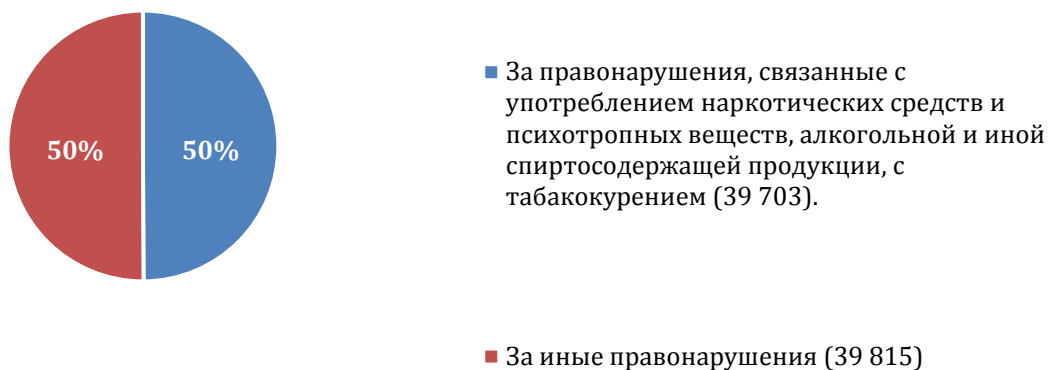 За правонарушения, связанные с
употреблением наркотических средств и
психотропных веществ, алкогольной и иной
спиртосодержащей продукции, с
табакокурением (39 703).
50%
50%
За иные правонарушения (39 815)